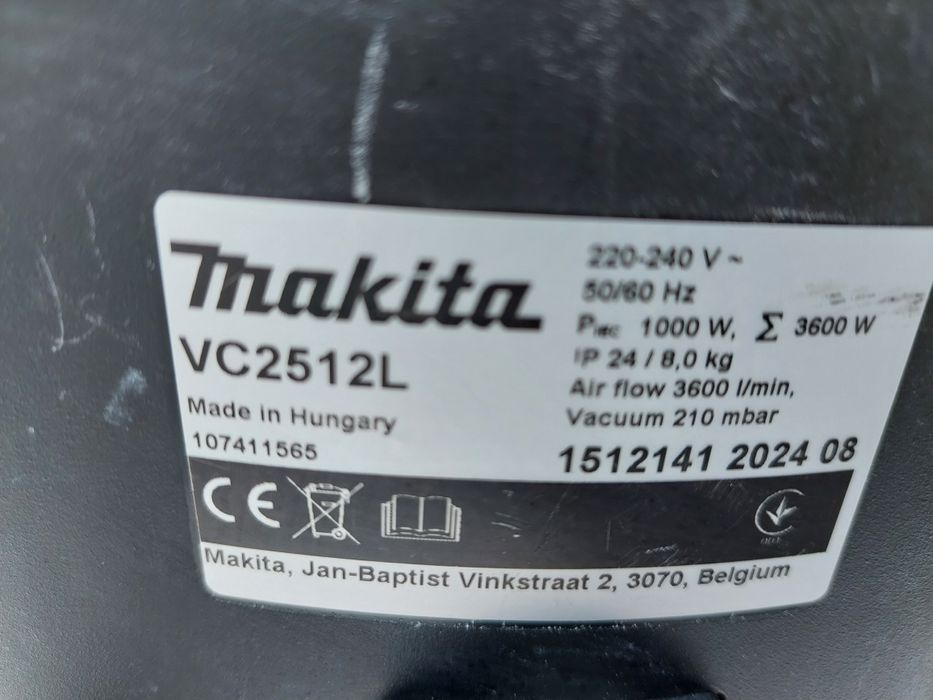 makita
VC2512L
Made in Hungary
107411565
220-240 V ~
50/60 Hz
Piec 1000 W, Σ 3600 W
IP 24 / 8,0 kg
Air flow 3600 l/min,
Vacuum 210 mbar
1512141 2024 08
CE
Makita, Jan-Baptist Vinkstraat 2, 3070, Belgium